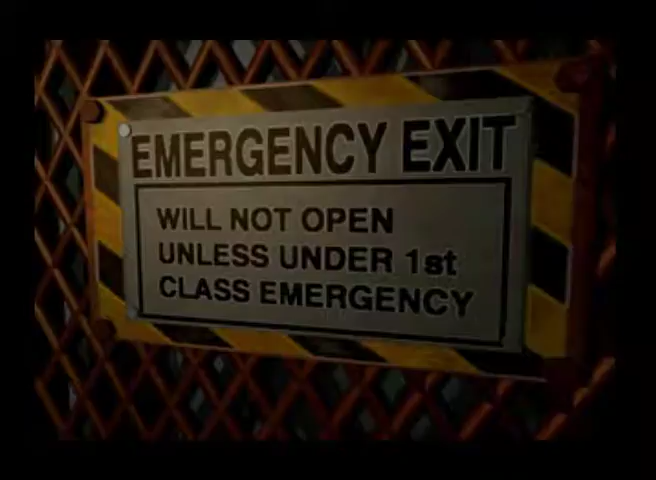 EMERGENCY EXIT
WILL NOT OPEN
UNLESS UNDER 1st
CLASS EMERGENCY